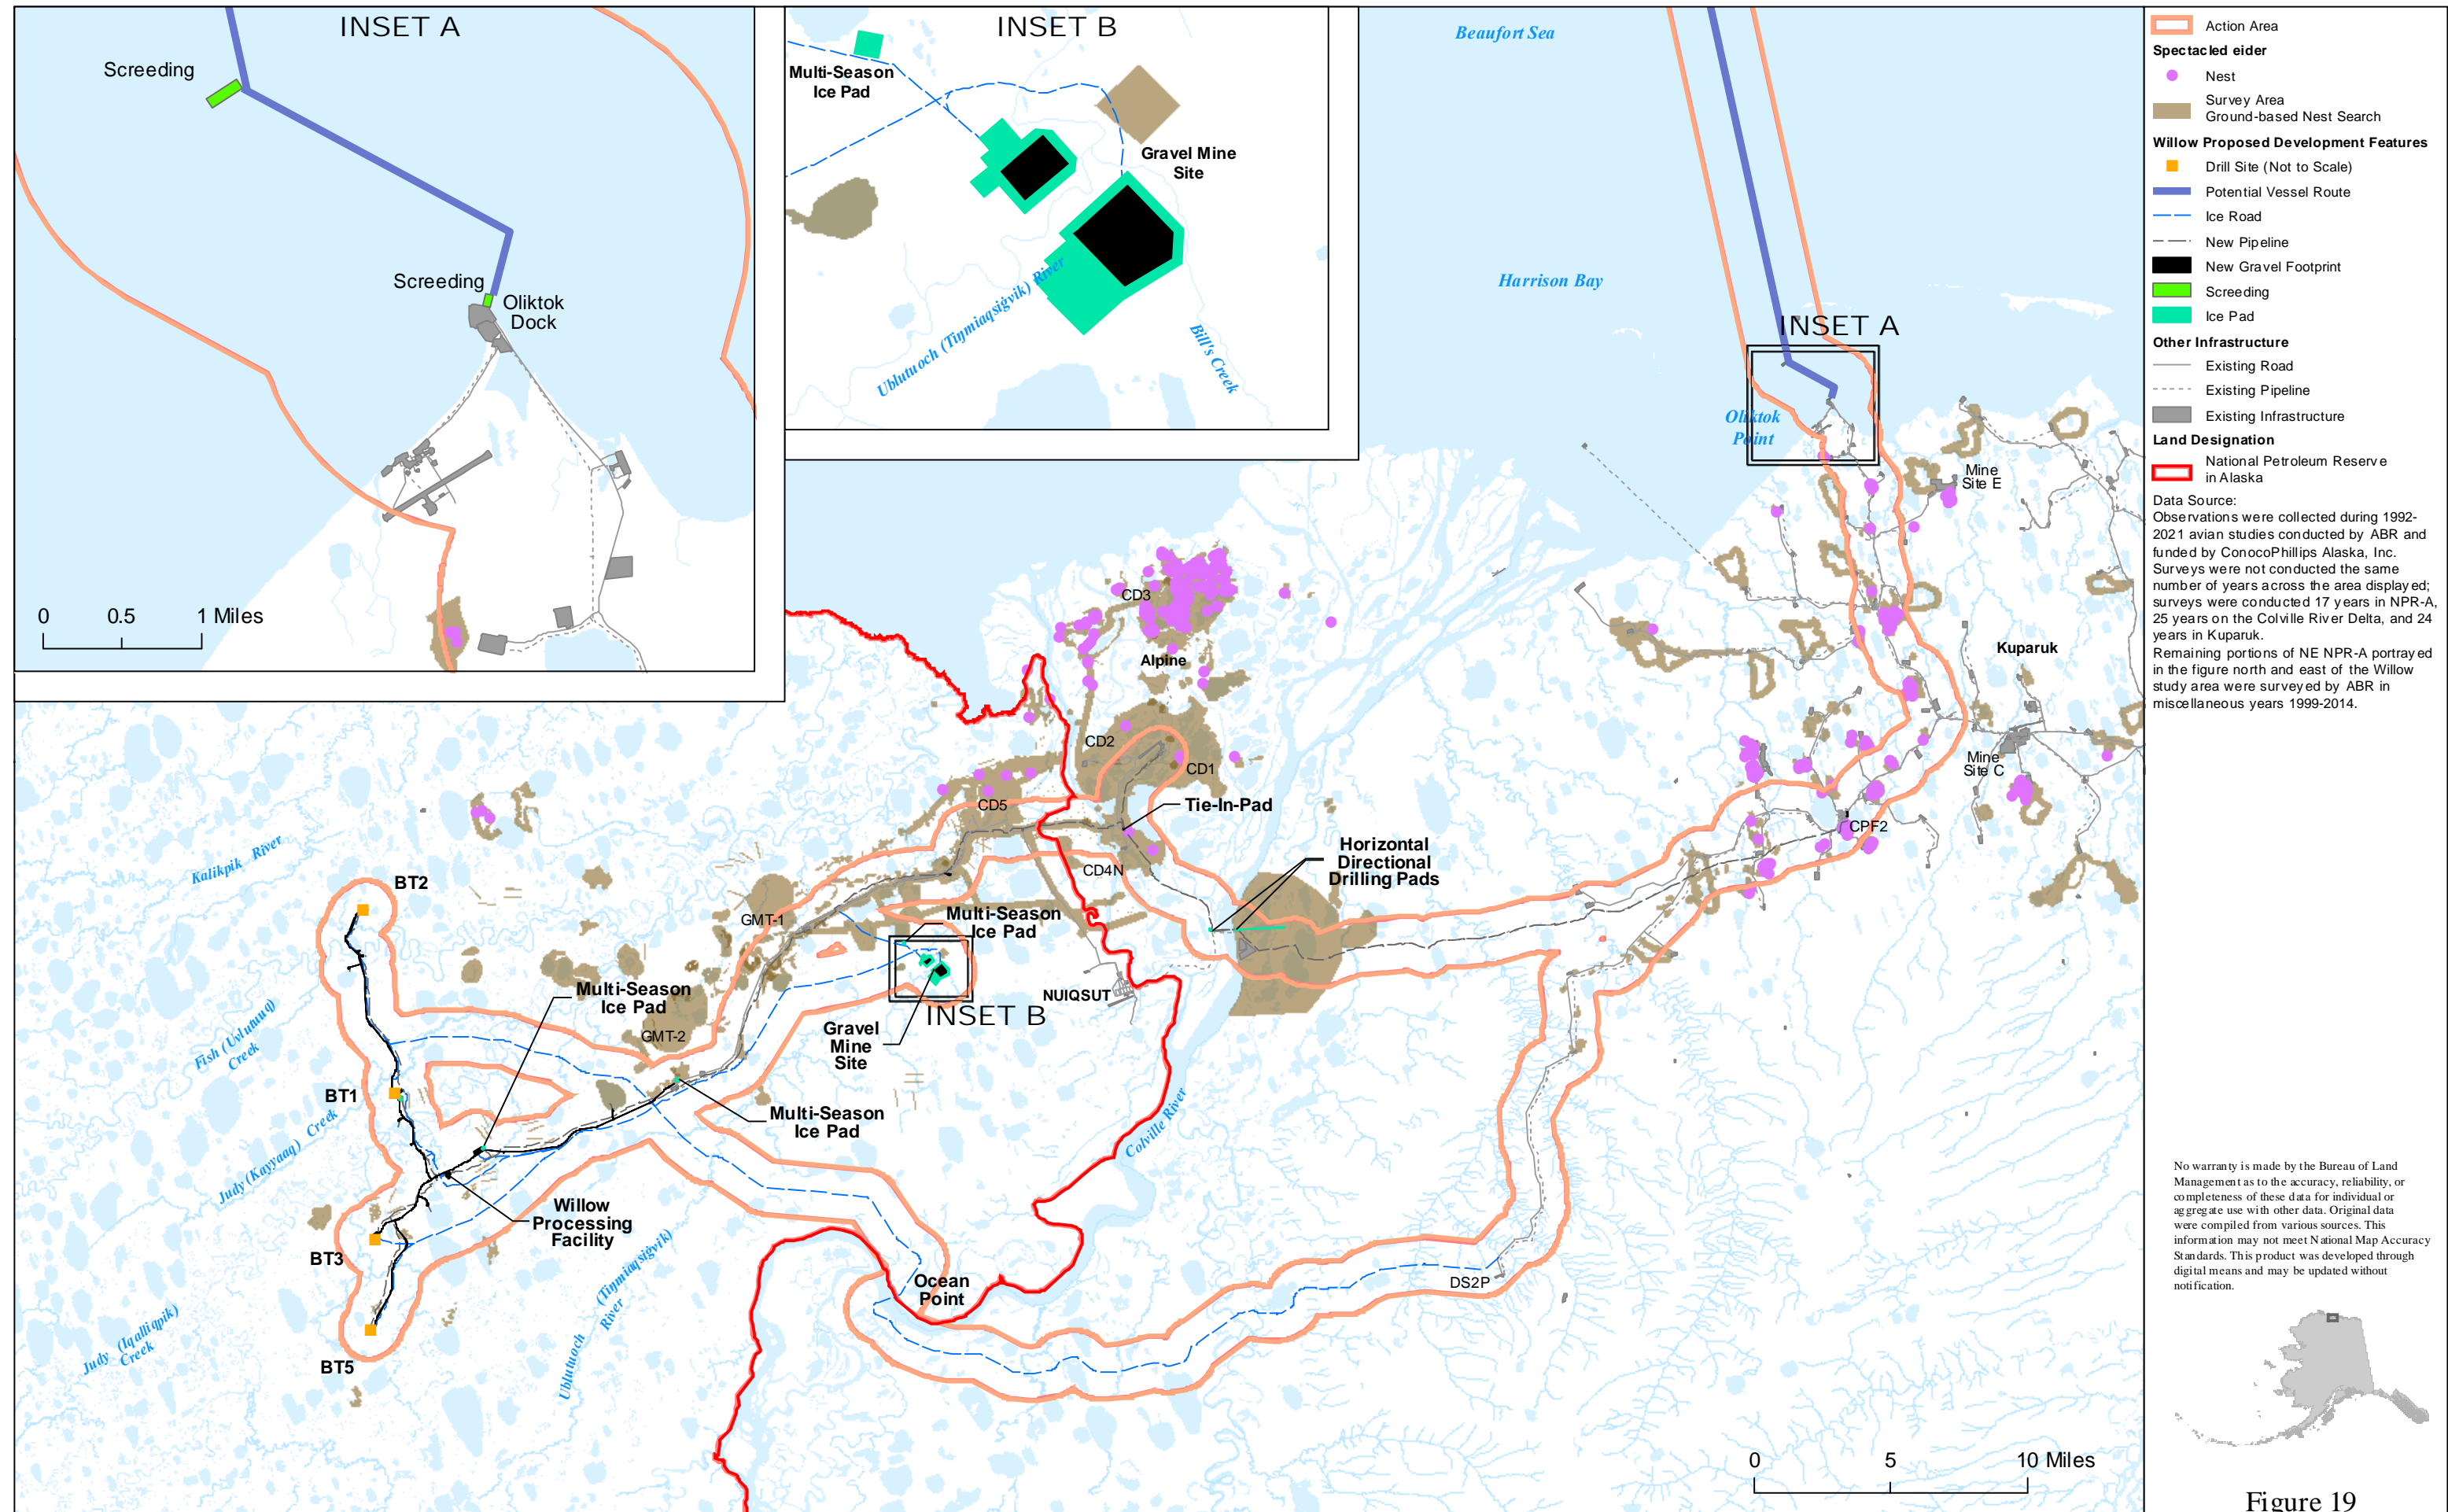 INSET A
Screeding
Screeding
Oliktok
Dock
0 0.5 1 Miles
INSET B
Multi-Season
Ice Pad
Gravel Mine
Site
Ublutuoch (Tiŋmiaqsiġvik) River
Bill's Creek
Beaufort Sea
Harrison Bay
INSET A
Oliktok
Point
Mine
Site E
Kuparuk
Mine
Site C
CPF2
CD3
Alpine
CD2
CD1
Tie-In-Pad
CD5
CD4N
Horizontal
Directional
Drilling Pads
Kalikpik River
BT2
GMT-1
Multi-Season
Ice Pad
Multi-Season
Ice Pad
NUIQSUT
INSET B
GMT-2
Gravel
Mine
Site
Fish (Uvlutuuq)
Creek
BT1
Multi-Season
Ice Pad
Colville River
Judy (Kayyaaq) Creek
Willow
Processing
Facility
BT3
Ublutuoch (Tiŋmiaqsiġvik)
River
Ocean
Point
DS2P
Judy (Iqalliqpik)
Creek
BT5
0 5 10 Miles
Action Area
Spectacled eider
Nest
Survey Area
Ground-based Nest Search
Willow Proposed Development Features
Drill Site (Not to Scale)
Potential Vessel Route
Ice Road
New Pipeline
New Gravel Footprint
Screeding
Ice Pad
Other Infrastructure
Existing Road
Existing Pipeline
Existing Infrastructure
Land Designation
National Petroleum Reserve
in Alaska
Data Source:
Observations were collected during 1992-
2021 avian studies conducted by ABR and
funded by ConocoPhillips Alaska, Inc.
Surveys were not conducted the same
number of years across the area displayed;
surveys were conducted 17 years in NPR-A,
25 years on the Colville River Delta, and 24
years in Kuparuk.
Remaining portions of NE NPR-A portrayed
in the figure north and east of the Willow
study area were surveyed by ABR in
miscellaneous years 1999-2014.
No warranty is made by the Bureau of Land
Management as to the accuracy, reliability, or
completeness of these data for individual or
aggregate use with other data. Original data
were compiled from various sources. This
information may not meet National Map Accuracy
Standards. This product was developed through
digital means and may be updated without
notification.
Figure 19